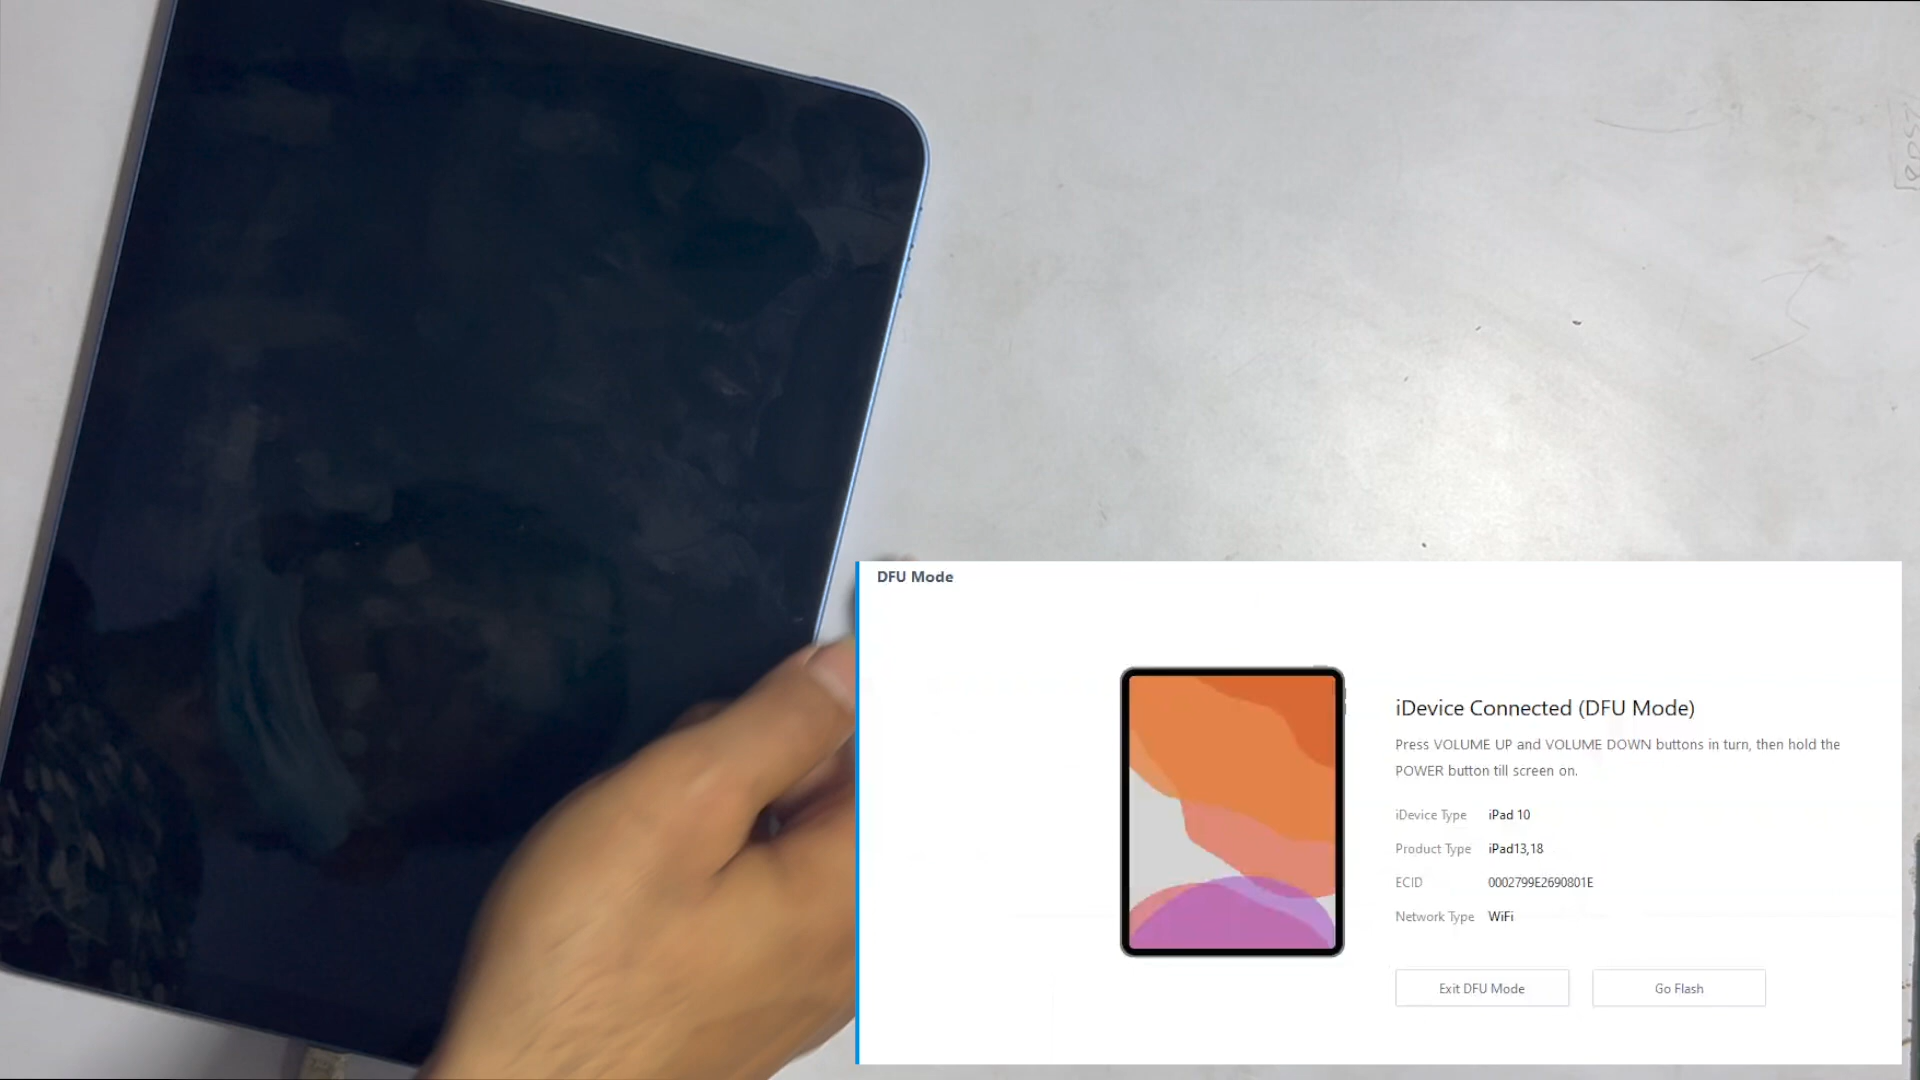 DFU Mode
iDevice Connected (DFU Mode)
Press VOLUME UP and VOLUME DOWN buttons in turn, then hold the
POWER button till screen on.
iDevice Type iPad 10
Product Type iPad13,18
ECID 0002799E2690801E
Network Type WiFi
Exit DFU Mode Go Flash